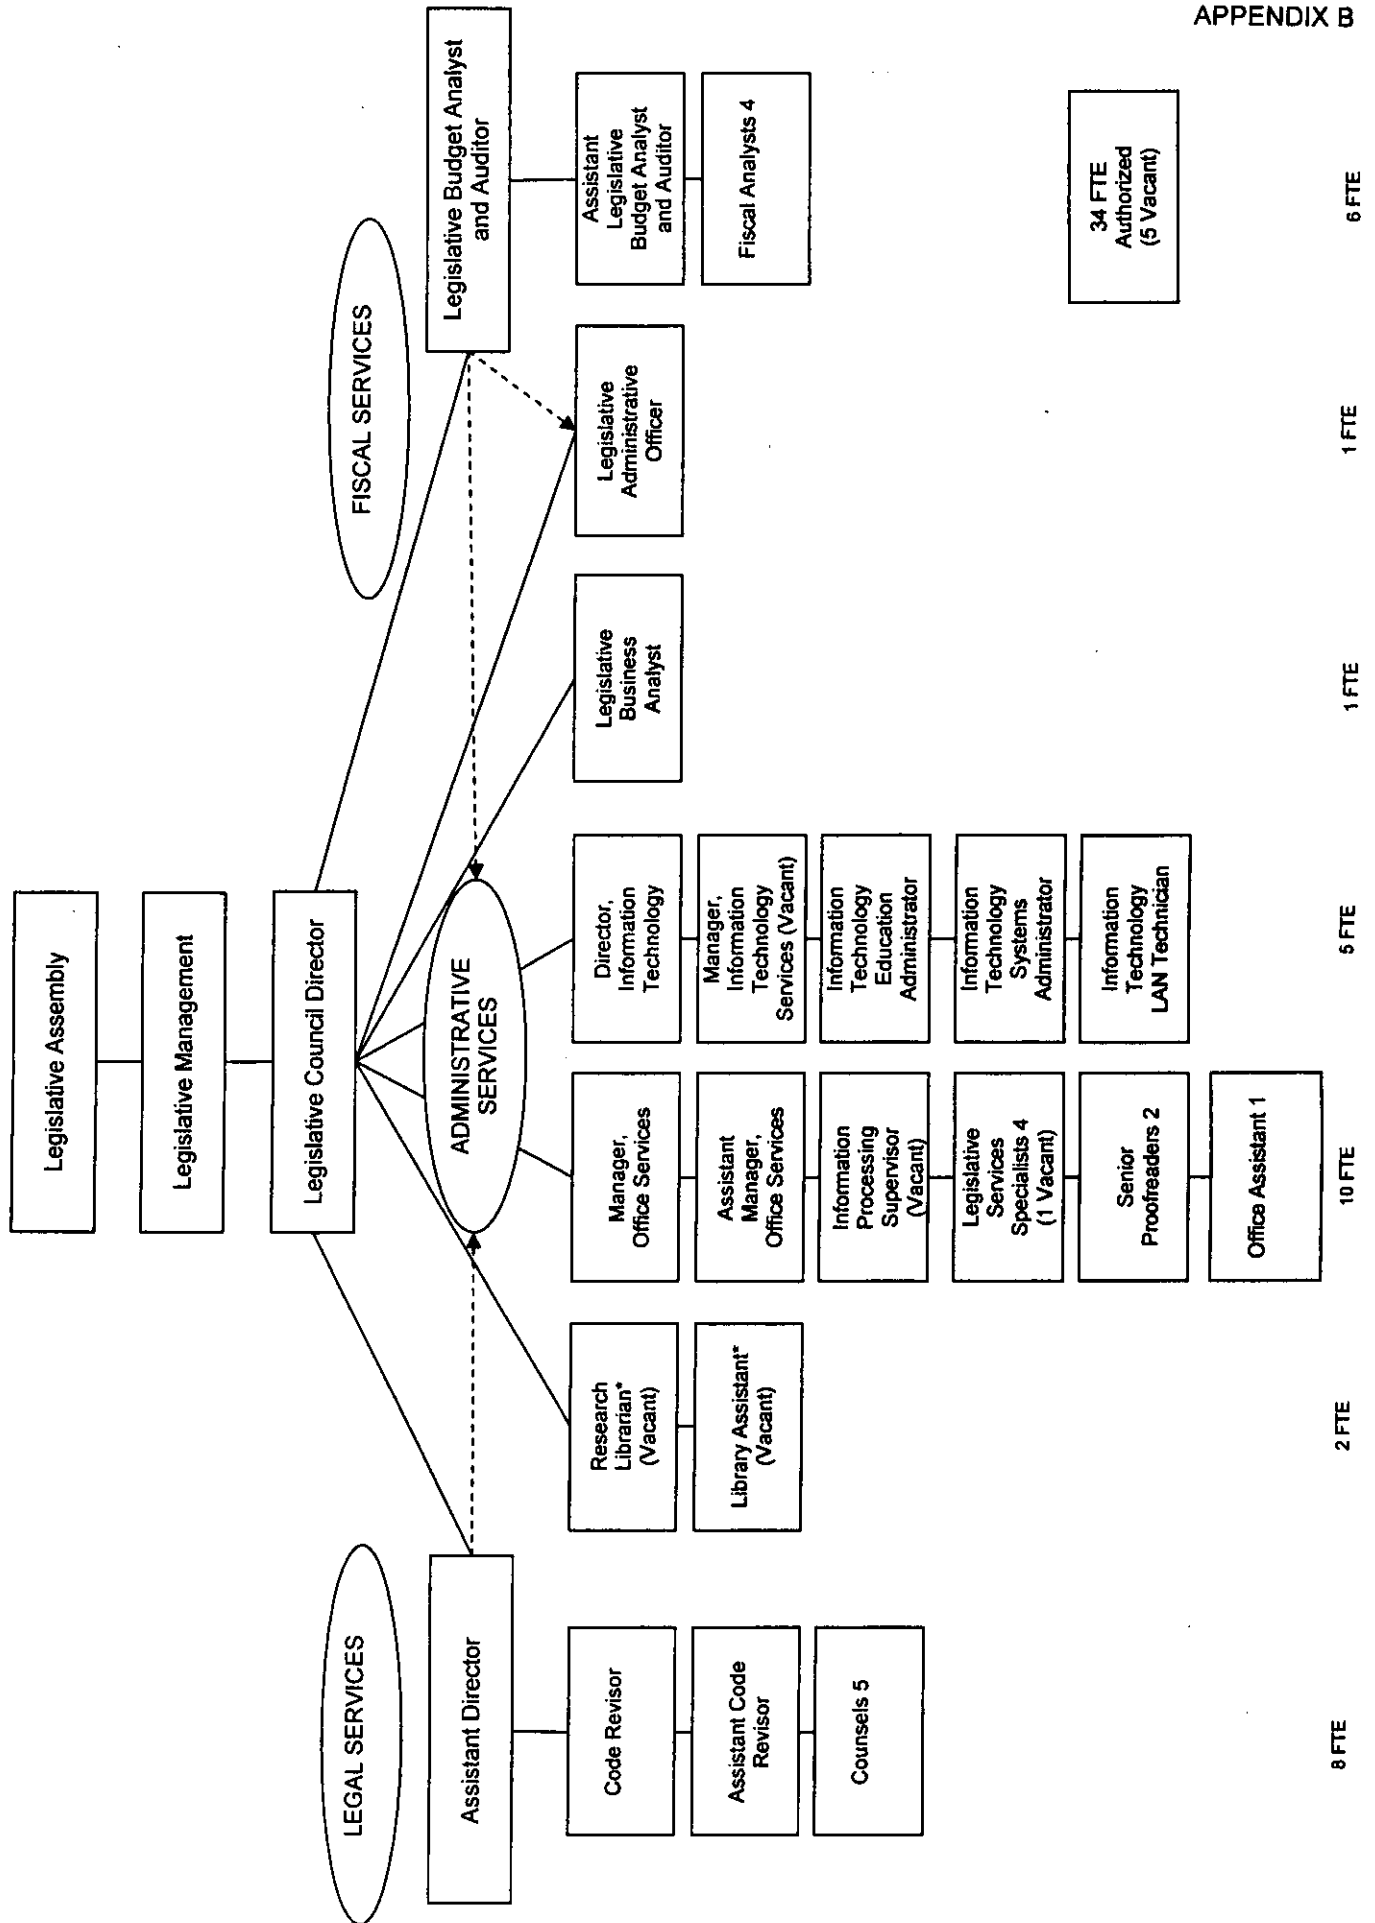 APPENDIX B
Legislative Assembly
Legislative Management
Legislative Council Director
LEGAL SERVICES
FISCAL SERVICES
Assistant Director
ADMINISTRATIVE
SERVICES
Legislative Budget Analyst
and Auditor
Code Revisor
Assistant Code
Revisor
Counsels 5
Research
Librarian*
(Vacant)
Library Assistant*
(Vacant)
Manager,
Office Services
Assistant
Manager,
Office Services
Information
Processing
Supervisor
(Vacant)
Legislative
Services
Specialists 4
(1 Vacant)
Senior
Proofreaders 2
Office Assistant 1
Director,
Information
Technology
Manager,
Information
Technology
Services (Vacant)
Information
Technology
Education
Administrator
Information
Technology
Systems
Administrator
Information
Technology
LAN Technician
Legislative
Business
Analyst
Legislative
Administrative
Officer
Assistant
Legislative
Budget Analyst
and Auditor
Fiscal Analysts 4
34 FTE
Authorized
(5 Vacant)
8 FTE
2 FTE
10 FTE
5 FTE
1 FTE
1 FTE
6 FTE